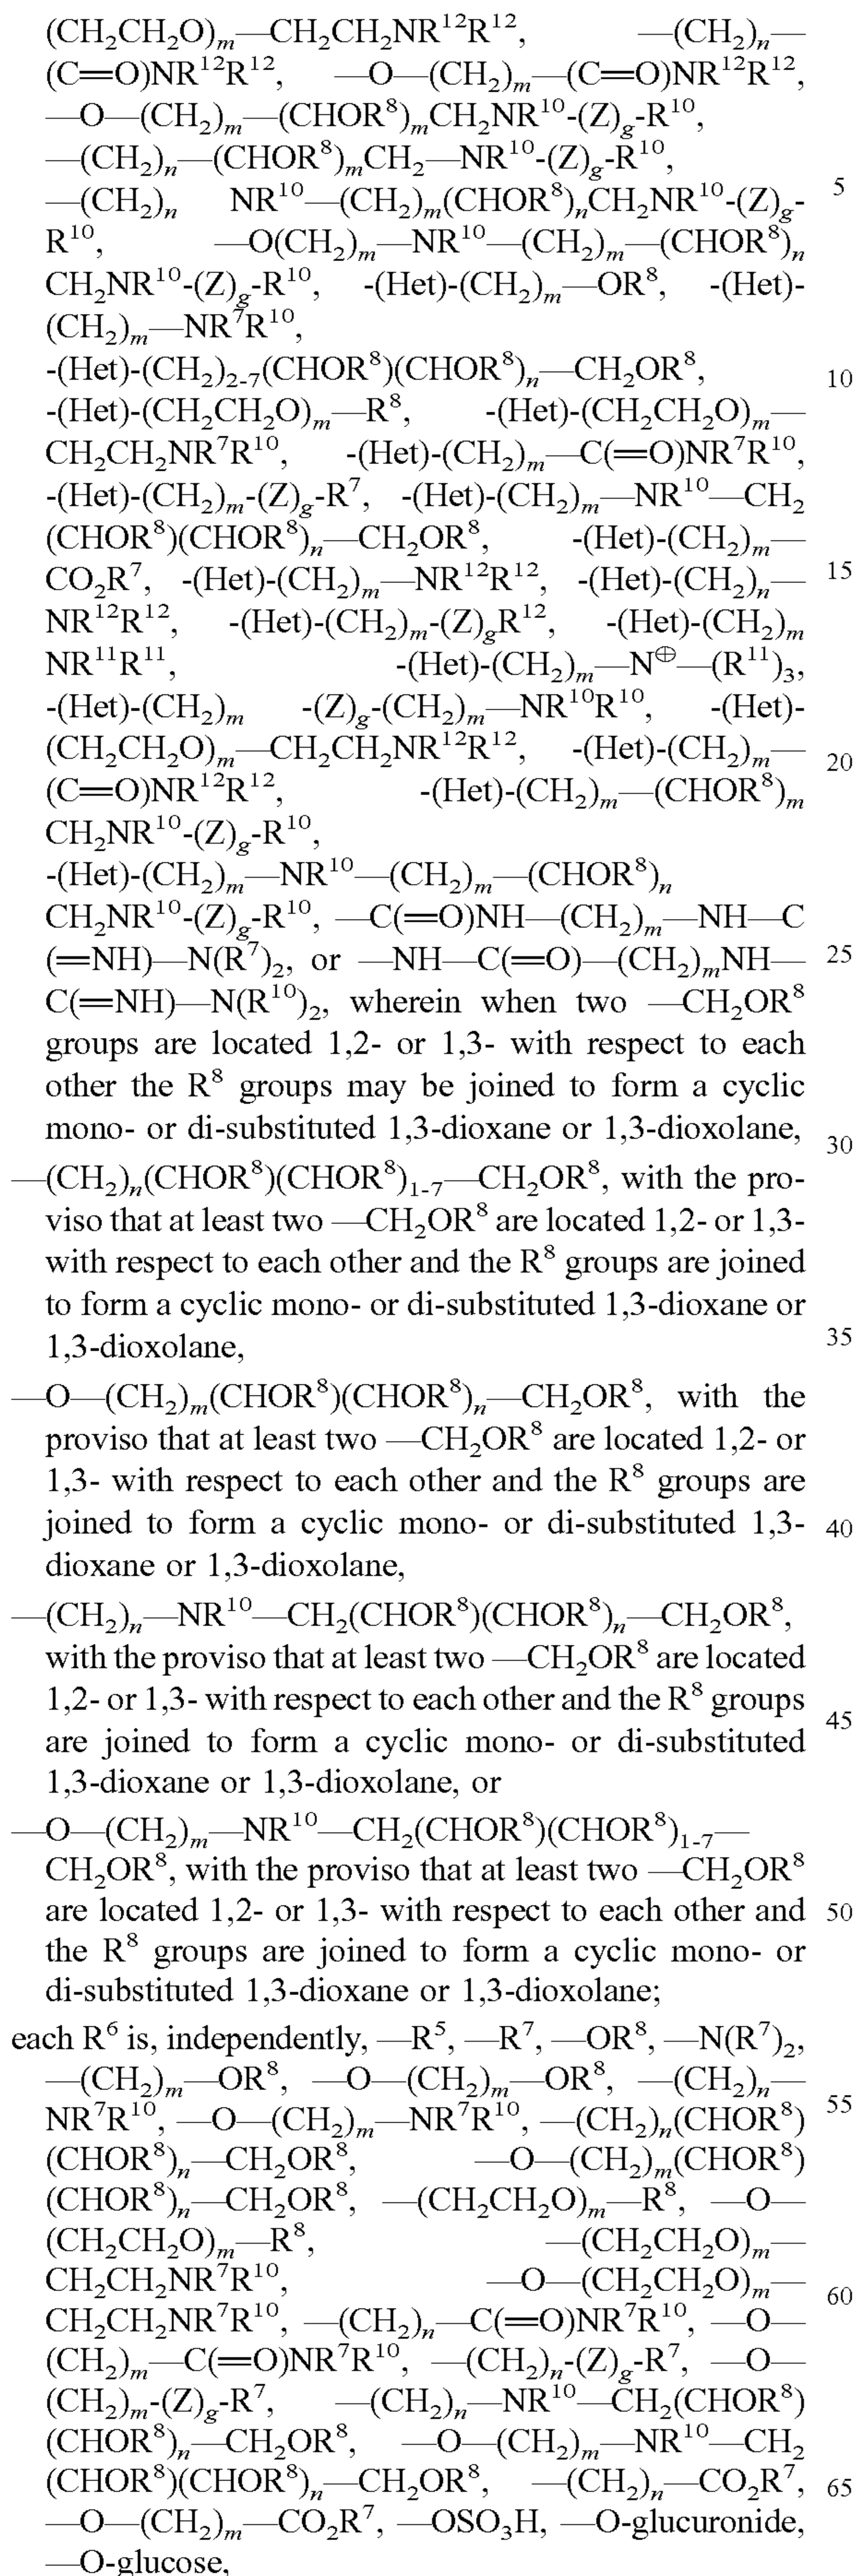 (CH₂CH₂O)ₘ—CH₂CH₂NR¹²R¹², —(CH₂)ₙ—
(C=O)NR¹²R¹², —O—(CH₂)ₘ—(C=O)NR¹²R¹²,
—O—(CH₂)ₘ—(CHOR⁸)ₘCH₂NR¹⁰-(Z)g-R¹⁰,
—(CH₂)ₙ—(CHOR⁸)ₘCH₂—NR¹⁰-(Z)g-R¹⁰,
—(CH₂)ₙ NR¹⁰—(CH₂)ₘ(CHOR⁸)ₙCH₂NR¹⁰-(Z)g- 5
R¹⁰, —O(CH₂)ₘ—NR¹⁰—(CH₂)ₘ—(CHOR⁸)ₙ
CH₂NR¹⁰-(Z)g-R¹⁰, -(Het)-(CH₂)ₘ—OR⁸, -(Het)-
(CH₂)ₘ—NR⁷R¹⁰,
-(Het)-(CH₂)₂₋₇(CHOR⁸)(CHOR⁸)ₙ—CH₂OR⁸, 10
-(Het)-(CH₂CH₂O)ₘ—R⁸, -(Het)-(CH₂CH₂O)ₘ—
CH₂CH₂NR⁷R¹⁰, -(Het)-(CH₂)ₘ—C(=O)NR⁷R¹⁰,
-(Het)-(CH₂)ₘ-(Z)g-R⁷, -(Het)-(CH₂)ₘ—NR¹⁰—CH₂
(CHOR⁸)(CHOR⁸)ₙ—CH₂OR⁸, -(Het)-(CH₂)ₘ—
CO₂R⁷, -(Het)-(CH₂)ₘ—NR¹²R¹², -(Het)-(CH₂)ₙ— 15
NR¹²R¹², -(Het)-(CH₂)ₘ-(Z)gR¹², -(Het)-(CH₂)ₘ
NR¹¹R¹¹, -(Het)-(CH₂)ₘ—N⊕—(R¹¹)₃,
-(Het)-(CH₂)ₘ -(Z)g-(CH₂)ₘ—NR¹⁰R¹⁰, -(Het)-
(CH₂CH₂O)ₘ—CH₂CH₂NR¹²R¹², -(Het)-(CH₂)ₘ— 20
(C=O)NR¹²R¹², -(Het)-(CH₂)ₘ—(CHOR⁸)ₘ
CH₂NR¹⁰-(Z)g-R¹⁰,
-(Het)-(CH₂)ₘ—NR¹⁰—(CH₂)ₘ—(CHOR⁸)ₙ
CH₂NR¹⁰-(Z)g-R¹⁰, —C(=O)NH—(CH₂)ₘ—NH—C
(=NH)—N(R⁷)₂, or —NH—C(=O)—(CH₂)ₘNH— 25
C(=NH)—N(R¹⁰)₂, wherein when two —CH₂OR⁸
groups are located 1,2- or 1,3- with respect to each
other the R⁸ groups may be joined to form a cyclic
mono- or di-substituted 1,3-dioxane or 1,3-dioxolane, 30
—(CH₂)ₙ(CHOR⁸)(CHOR⁸)₁₋₇—CH₂OR⁸, with the pro-
viso that at least two —CH₂OR⁸ are located 1,2- or 1,3-
with respect to each other and the R⁸ groups are joined
to form a cyclic mono- or di-substituted 1,3-dioxane or
1,3-dioxolane, 35
—O—(CH₂)ₘ(CHOR⁸)(CHOR⁸)ₙ—CH₂OR⁸, with the
proviso that at least two —CH₂OR⁸ are located 1,2- or
1,3- with respect to each other and the R⁸ groups are
joined to form a cyclic mono- or di-substituted 1,3- 40
dioxane or 1,3-dioxolane,
—(CH₂)ₙ—NR¹⁰—CH₂(CHOR⁸)(CHOR⁸)ₙ—CH₂OR⁸,
with the proviso that at least two —CH₂OR⁸ are located
1,2- or 1,3- with respect to each other and the R⁸ groups 45
are joined to form a cyclic mono- or di-substituted
1,3-dioxane or 1,3-dioxolane, or
—O—(CH₂)ₘ—NR¹⁰—CH₂(CHOR⁸)(CHOR⁸)₁₋₇—
CH₂OR⁸, with the proviso that at least two —CH₂OR⁸
are located 1,2- or 1,3- with respect to each other and 50
the R⁸ groups are joined to form a cyclic mono- or
di-substituted 1,3-dioxane or 1,3-dioxolane;
each R⁶ is, independently, —R⁵, —R⁷, —OR⁸, —N(R⁷)₂,
—(CH₂)ₘ—OR⁸, —O—(CH₂)ₘ—OR⁸, —(CH₂)ₙ— 55
NR⁷R¹⁰, —O—(CH₂)ₘ—NR⁷R¹⁰, —(CH₂)ₙ(CHOR⁸)
(CHOR⁸)ₙ—CH₂OR⁸, —O—(CH₂)ₘ(CHOR⁸)
(CHOR⁸)ₙ—CH₂OR⁸, —(CH₂CH₂O)ₘ—R⁸, —O—
(CH₂CH₂O)ₘ—R⁸, —(CH₂CH₂O)ₘ—
CH₂CH₂NR⁷R¹⁰, —O—(CH₂CH₂O)ₘ— 60
CH₂CH₂NR⁷R¹⁰, —(CH₂)ₙ—C(=O)NR⁷R¹⁰, —O—
(CH₂)ₘ—C(=O)NR⁷R¹⁰, —(CH₂)ₙ-(Z)g-R⁷, —O—
(CH₂)ₘ-(Z)g-R⁷, —(CH₂)ₙ—NR¹⁰—CH₂(CHOR⁸)
(CHOR⁸)ₙ—CH₂OR⁸, —O—(CH₂)ₘ—NR¹⁰—CH₂
(CHOR⁸)(CHOR⁸)ₙ—CH₂OR⁸, —(CH₂)ₙ—CO₂R⁷, 65
—O—(CH₂)ₘ—CO₂R⁷, —OSO₃H, —O-glucuronide,
—O-glucose,